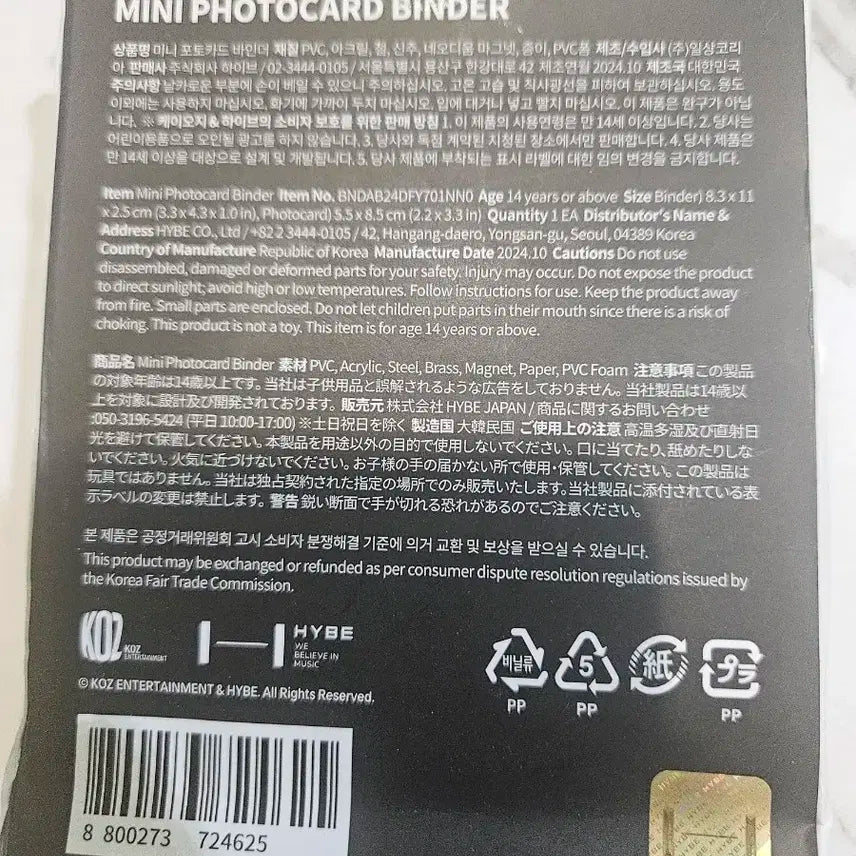 MINI PHOTOCARD BINDER
상품명 미니 포토카드 바인더 재질 PVC, 아크릴, 철, 신주, 네오디뮴 마그넷, 종이, PVC폼 제조/수입사 (주)일상코리
아 판매사 주식회사 하이브 / 02-3444-0105 / 서울특별시 용산구 한강대로 42 제조연월 2024.10 제조국 대한민국
주의사항 날카로운 부분에 손이 베일 수 있으니 주의하십시오. 고온 고습 및 직사광선을 피하여 보관하십시오. 용도
이외에는 사용하지 마십시오. 화기에 가까이 두지 마십시오. 입에 대거나 넣고 빨지 마십시오. 이 제품은 완구가 아닙
니다. ※ 케이오지 & 하이브의 소비자 보호를 위한 판매 방침 1. 이 제품의 사용연령은 만 14세 이상입니다. 2. 당사는
어린이용품으로 오인될 광고를 하지 않습니다. 3. 당사와 독점 계약된 지정된 장소에서만 판매합니다. 4. 당사 제품은
만 14세 이상을 대상으로 설계 및 개발됩니다. 5. 당사 제품에 부착되는 표시 라벨에 대한 임의 변경을 금지합니다.
Item Mini Photocard Binder Item No. BNDAB24DFY701NN0 Age 14 years or above Size Binder) 8.3 x 11
x 2.5 cm (3.3 x 4.3 x 1.0 in), Photocard) 5.5 x 8.5 cm (2.2 x 3.3 in) Quantity 1 EA Distributor's Name &
Address HYBE CO., Ltd / +82 2 3444-0105 / 42, Hangang-daero, Yongsan-gu, Seoul, 04389 Korea
Country of Manufacture Republic of Korea Manufacture Date 2024.10 Cautions Do not use
disassembled, damaged or deformed parts for your safety. Injury may occur. Do not expose the product
to direct sunlight; avoid high or low temperatures. Follow instructions for use. Keep the product away
from fire. Small parts are enclosed. Do not let children put parts in their mouth since there is a risk of
choking. This product is not a toy. This item is for age 14 years or above.
商品名 Mini Photocard Binder 素材 PVC, Acrylic, Steel, Brass, Magnet, Paper, PVC Foam 注意事項 この製品
の対象年齢は14歳以上です。当社は子供用品と誤解されるような広告をしておりません。当社製品は14歳以
上を対象に設計及び開発されております。 販売元 株式会社 HYBE JAPAN / 商品に関するお問い合わせ
:050-3196-5424 (平日 10:00-17:00) ※土日祝日を除く 製造国 大韓民国 ご使用上の注意 高温多湿及び直射日
光を避けて保管してください。本製品を用途以外の目的で使用しないでください。口に当てたり、舐めたりしな
いでください。火気に近づけないでください。お子様の手の届かない所で使用・保管してください。この製品は
玩具ではありません。当社は独占契約された指定の場所でのみ販売いたします。当社製品に添付されている表
示ラベルの変更は禁止します。 警告 鋭い断面で手が切れる恐れがあるのでご注意ください。
본 제품은 공정거래위원회 고시 소비자 분쟁해결 기준에 의거 교환 및 보상을 받으실 수 있습니다.
This product may be exchanged or refunded as per consumer dispute resolution regulations issued by
the Korea Fair Trade Commission.
KOZ KOZ ENTERTAINMENT
HYBE
WE
BELIEVE IN
MUSIC
비닐류 5 紙 プラ
PP PP PP
© KOZ ENTERTAINMENT & HYBE. All Rights Reserved.
8 800273 724625
HYBE